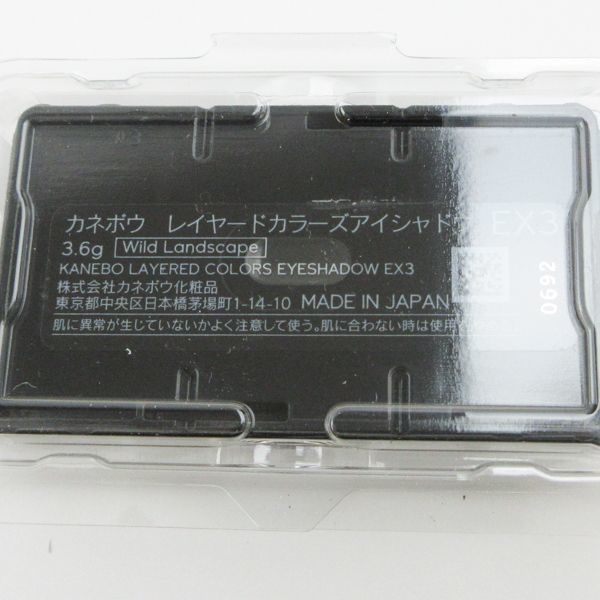 カネボウ レイヤードカラーズアイシャドウ EX3
3.6g Wild Landscape
KANEBO LAYERED COLORS EYESHADOW EX3
株式会社カネボウ化粧品
東京都中央区日本橋茅場町1-14-10 MADE IN JAPAN
肌に異常が生じていないかよく注意して使う。肌に合わない時は使用
0692